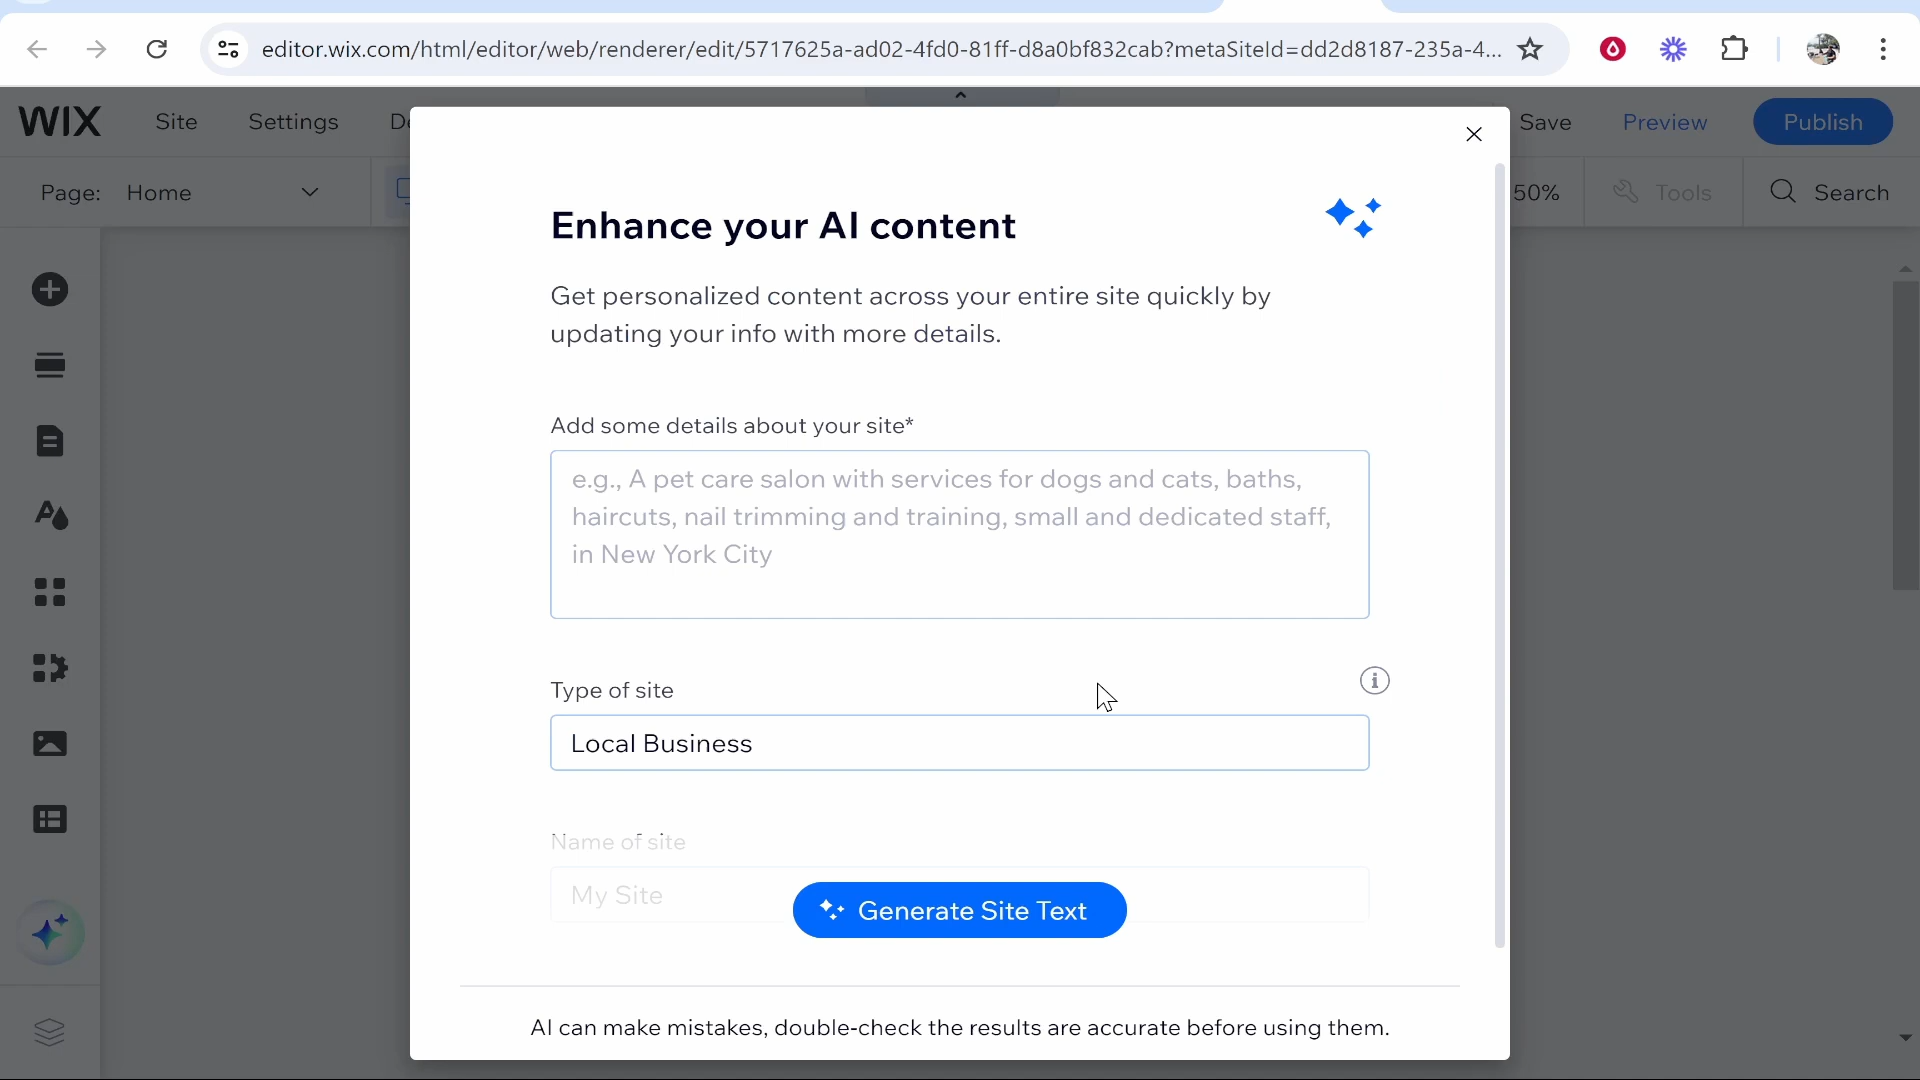 editor.wix.com/html/editor/web/renderer/edit/5717625a-ad02-4fd0-81ff-d8a0bf832cab?metaSiteId=dd2d8187-235a-4...
WIX Site Settings De Save Preview Publish
Page: Home 50% Tools Search
Enhance your AI content
Get personalized content across your entire site quickly by
updating your info with more details.
Add some details about your site*
e.g., A pet care salon with services for dogs and cats, baths,
haircuts, nail trimming and training, small and dedicated staff,
in New York City
Type of site
Local Business
Name of site
My Site
Generate Site Text
AI can make mistakes, double-check the results are accurate before using them.